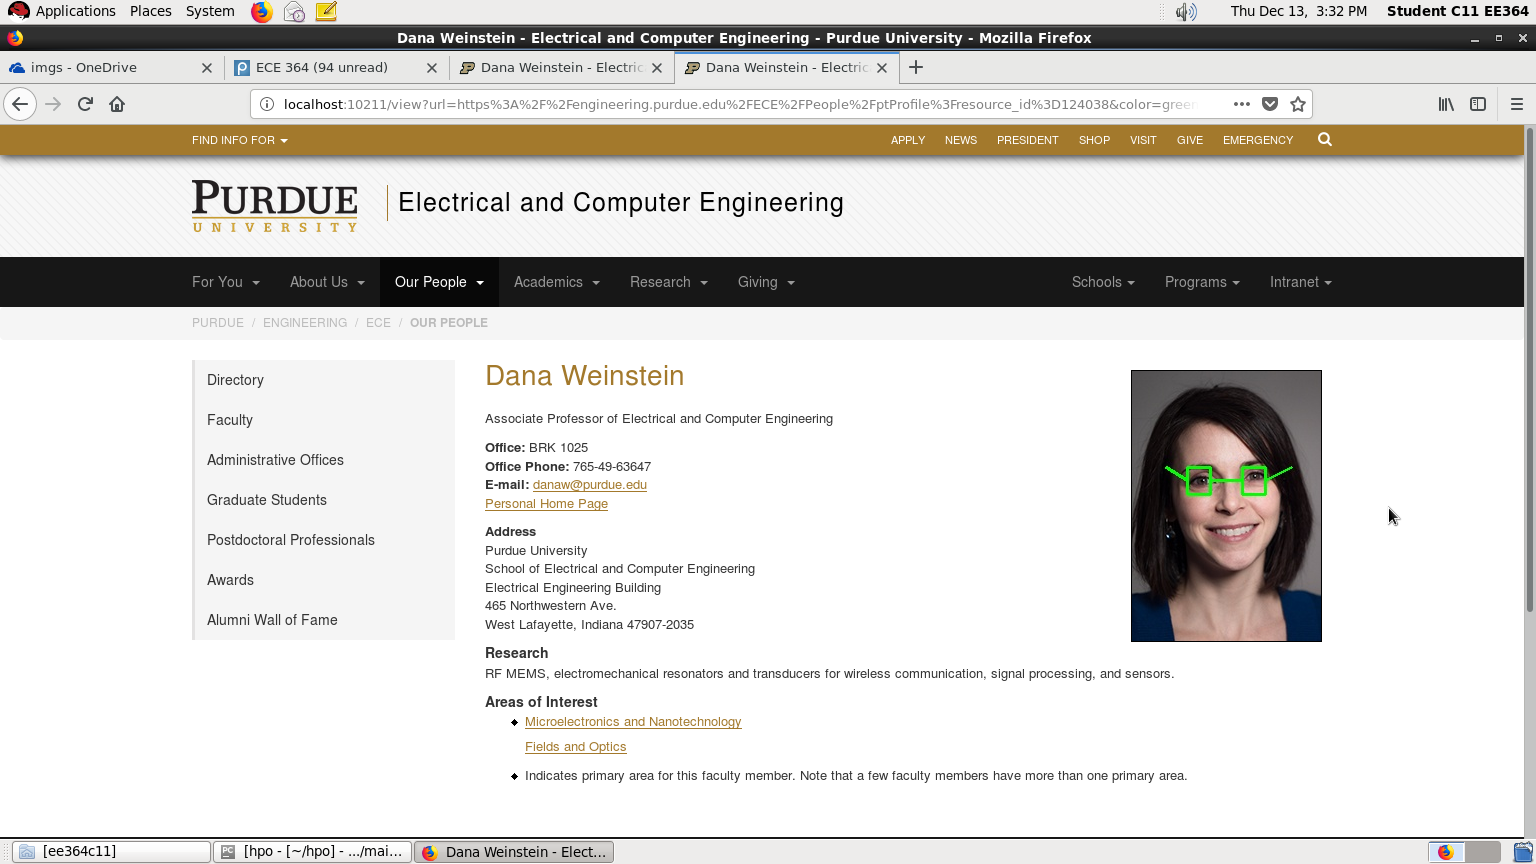 Applications Places System Thu Dec 13, 3:32 PM Student C11 EE364
Dana Weinstein - Electrical and Computer Engineering - Purdue University - Mozilla Firefox
imgs - OneDrive ECE 364 (94 unread) Dana Weinstein - Electric Dana Weinstein - Electric
localhost:10211/view?url=https%3A%2F%2Fengineering.purdue.edu%2FECE%2FPeople%2FptProfile%3Fresource_id%3D124038&color=green
FIND INFO FOR APPLY NEWS PRESIDENT SHOP VISIT GIVE EMERGENCY
PURDUE
UNIVERSITY
Electrical and Computer Engineering
For You About Us Our People Academics Research Giving Schools Programs Intranet
PURDUE / ENGINEERING / ECE / OUR PEOPLE
Directory
Faculty
Administrative Offices
Graduate Students
Postdoctoral Professionals
Awards
Alumni Wall of Fame
Dana Weinstein
Associate Professor of Electrical and Computer Engineering
Office: BRK 1025
Office Phone: 765-49-63647
E-mail: danaw@purdue.edu
Personal Home Page
Address
Purdue University
School of Electrical and Computer Engineering
Electrical Engineering Building
465 Northwestern Ave.
West Lafayette, Indiana 47907-2035
Research
RF MEMS, electromechanical resonators and transducers for wireless communication, signal processing, and sensors.
Areas of Interest
Microelectronics and Nanotechnology
Fields and Optics
Indicates primary area for this faculty member. Note that a few faculty members have more than one primary area.
[ee364c11] [hpo - [~/hpo] - .../mai... Dana Weinstein - Elect...